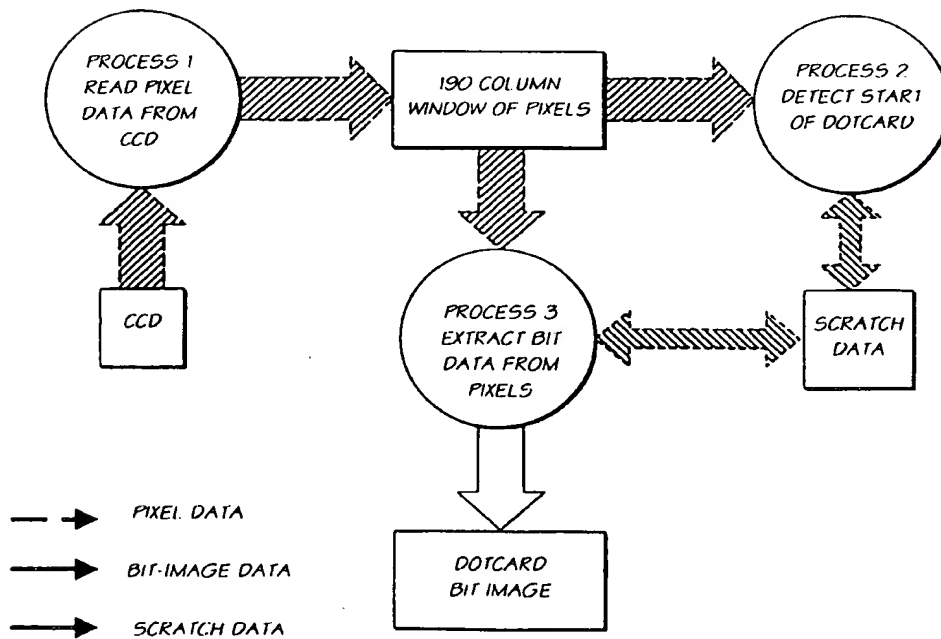 PROCESS 1
READ PIXEL
DATA FROM
CCD
190 COLUMN
WINDOW OF PIXELS
PROCESS 2
DETECT START
OF DOTCARD
CCD
PROCESS 3
EXTRACT BIT
DATA FROM
PIXELS
SCRATCH
DATA
DOTCARD
BIT IMAGE
PIXEL DATA
BIT-IMAGE DATA
SCRATCH DATA